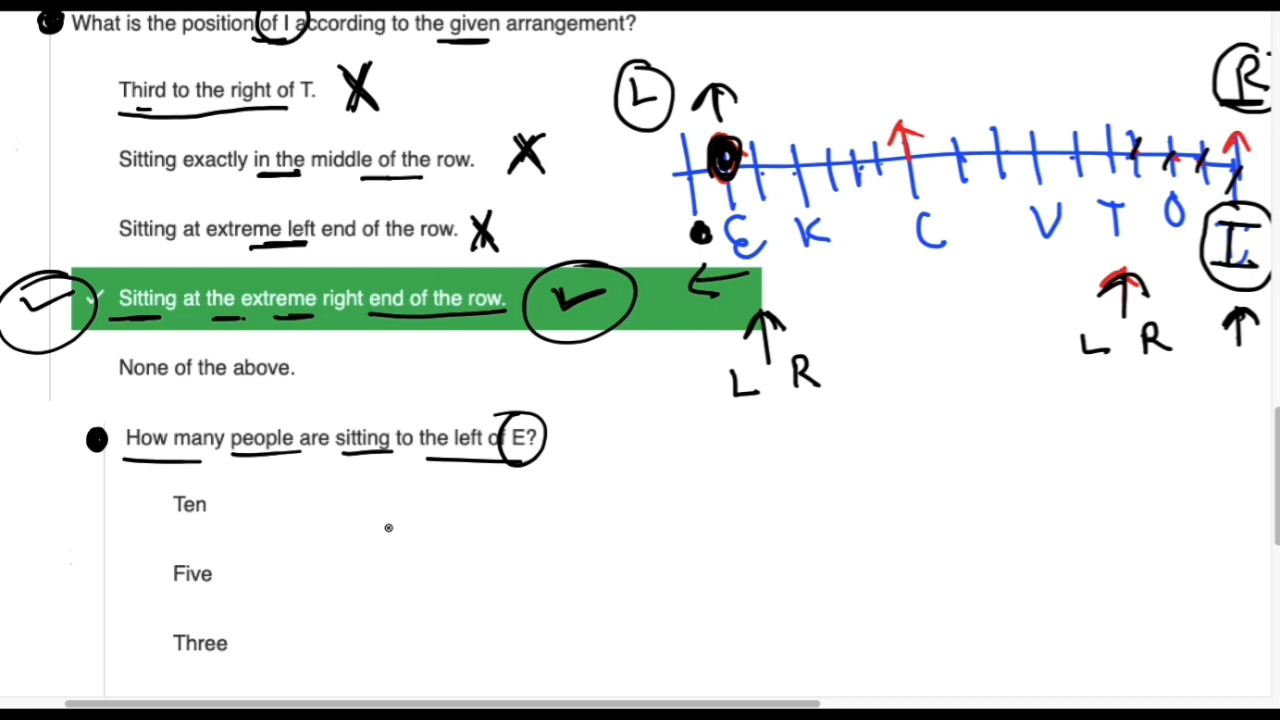 What is the position of I according to the given arrangement?
Third to the right of T.
Sitting exactly in the middle of the row.
Sitting at extreme left end of the row.
Sitting at the extreme right end of the row.
None of the above.
How many people are sitting to the left of E?
Ten
Five
Three
L R
E K C V T O I
L R
L R